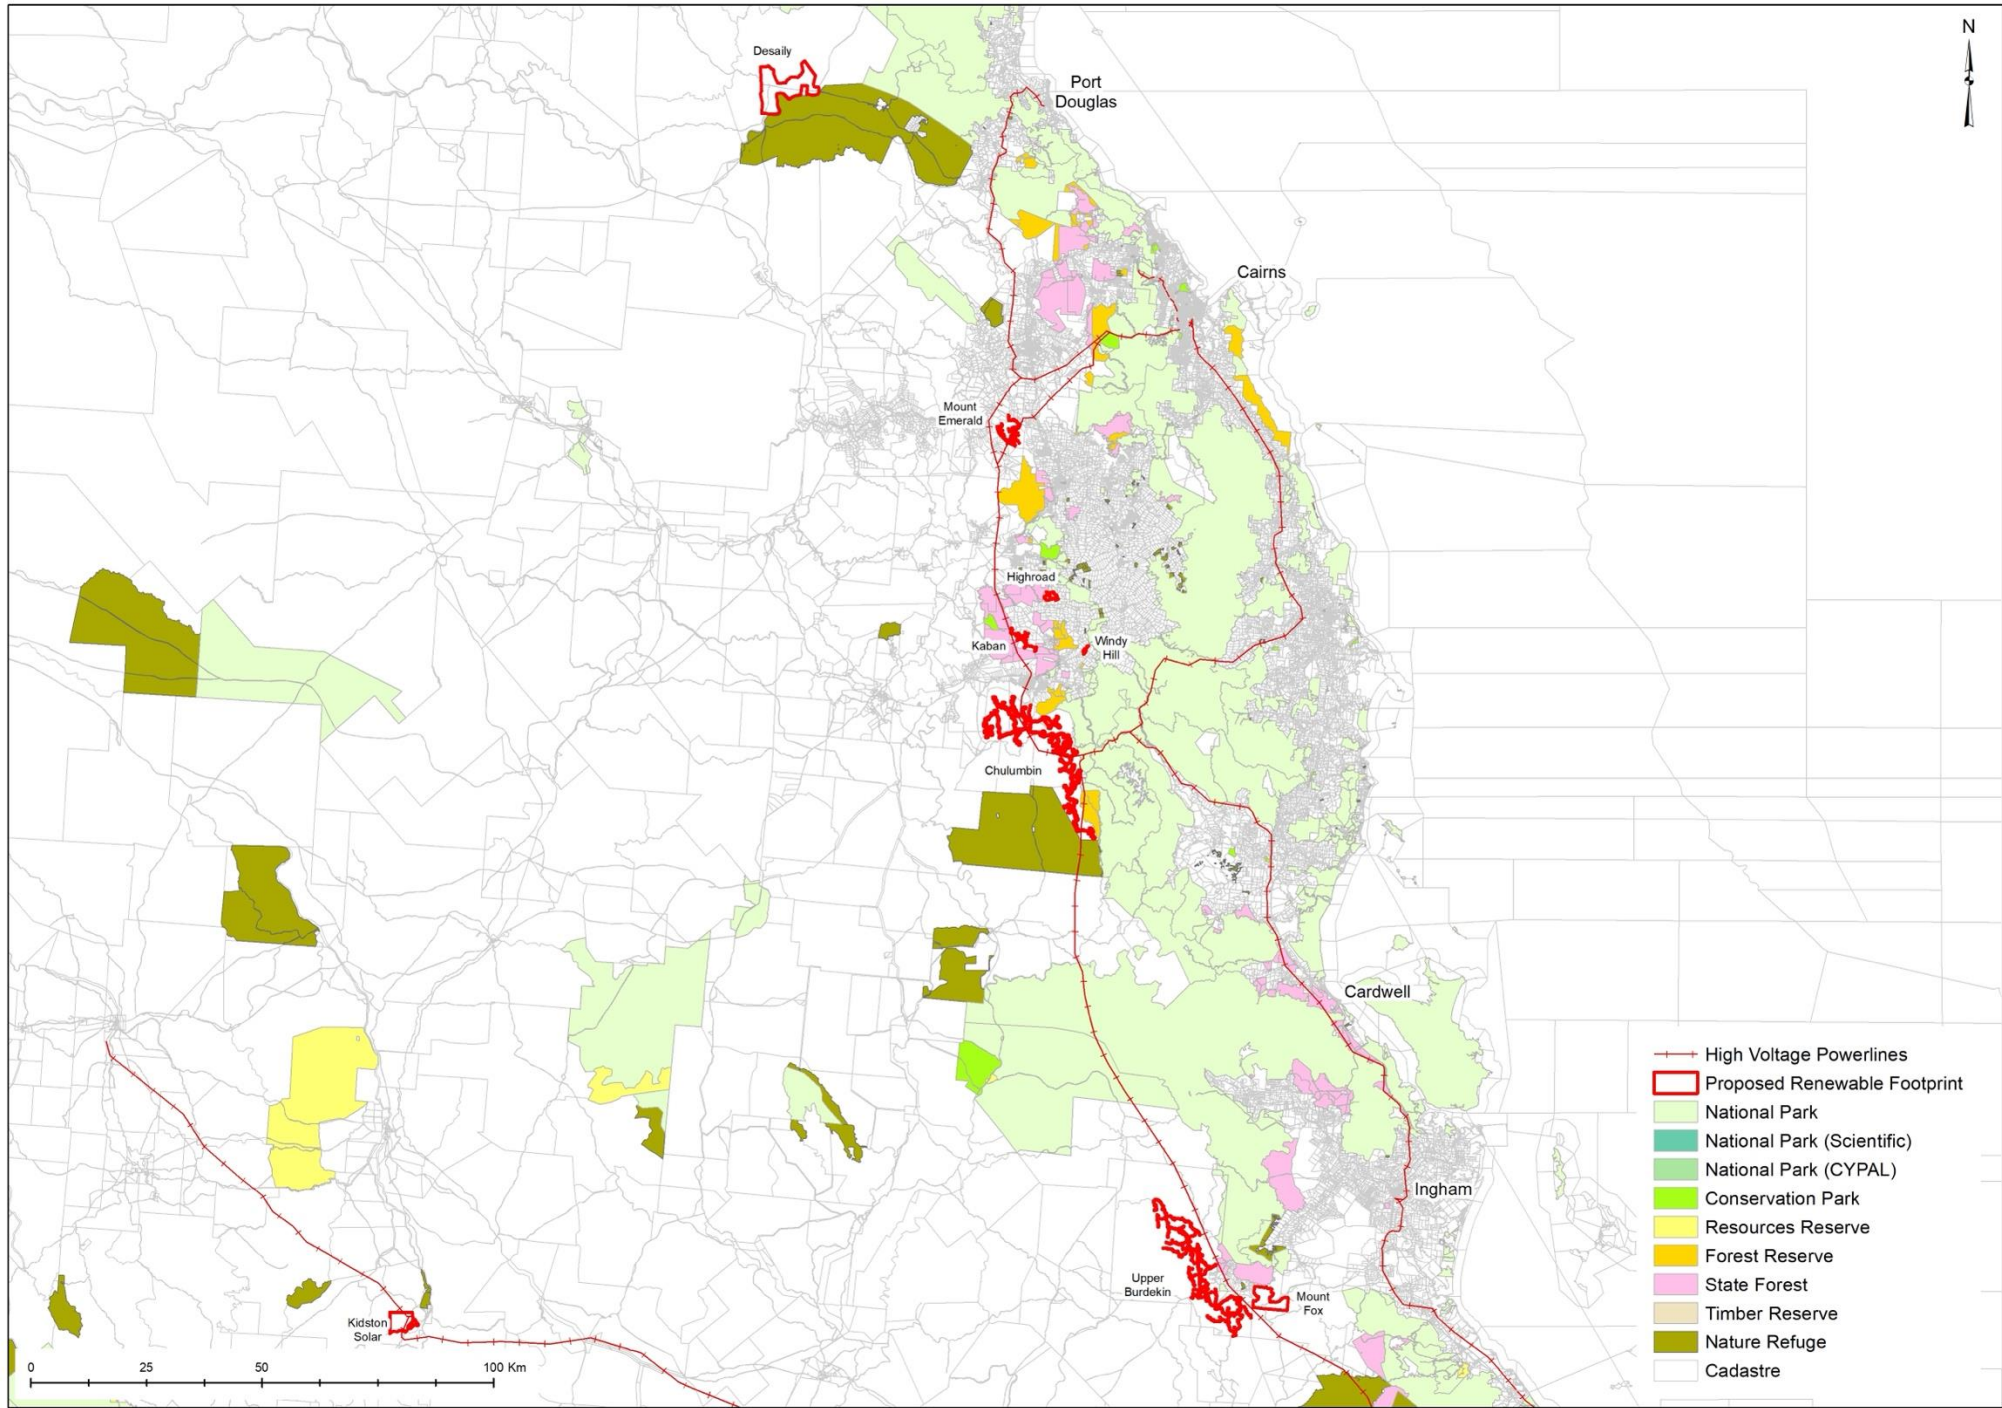 N
Desaily
Port
Douglas
Cairns
Mount
Emerald
Highroad
Kaban
Windy
Hill
Chulumbin
Cardwell
Ingham
Upper
Burdekin
Mount
Fox
Kidston
Solar
0 25 50 100 Km
High Voltage Powerlines
Proposed Renewable Footprint
National Park
National Park (Scientific)
National Park (CYPAL)
Conservation Park
Resources Reserve
Forest Reserve
State Forest
Timber Reserve
Nature Refuge
Cadastre